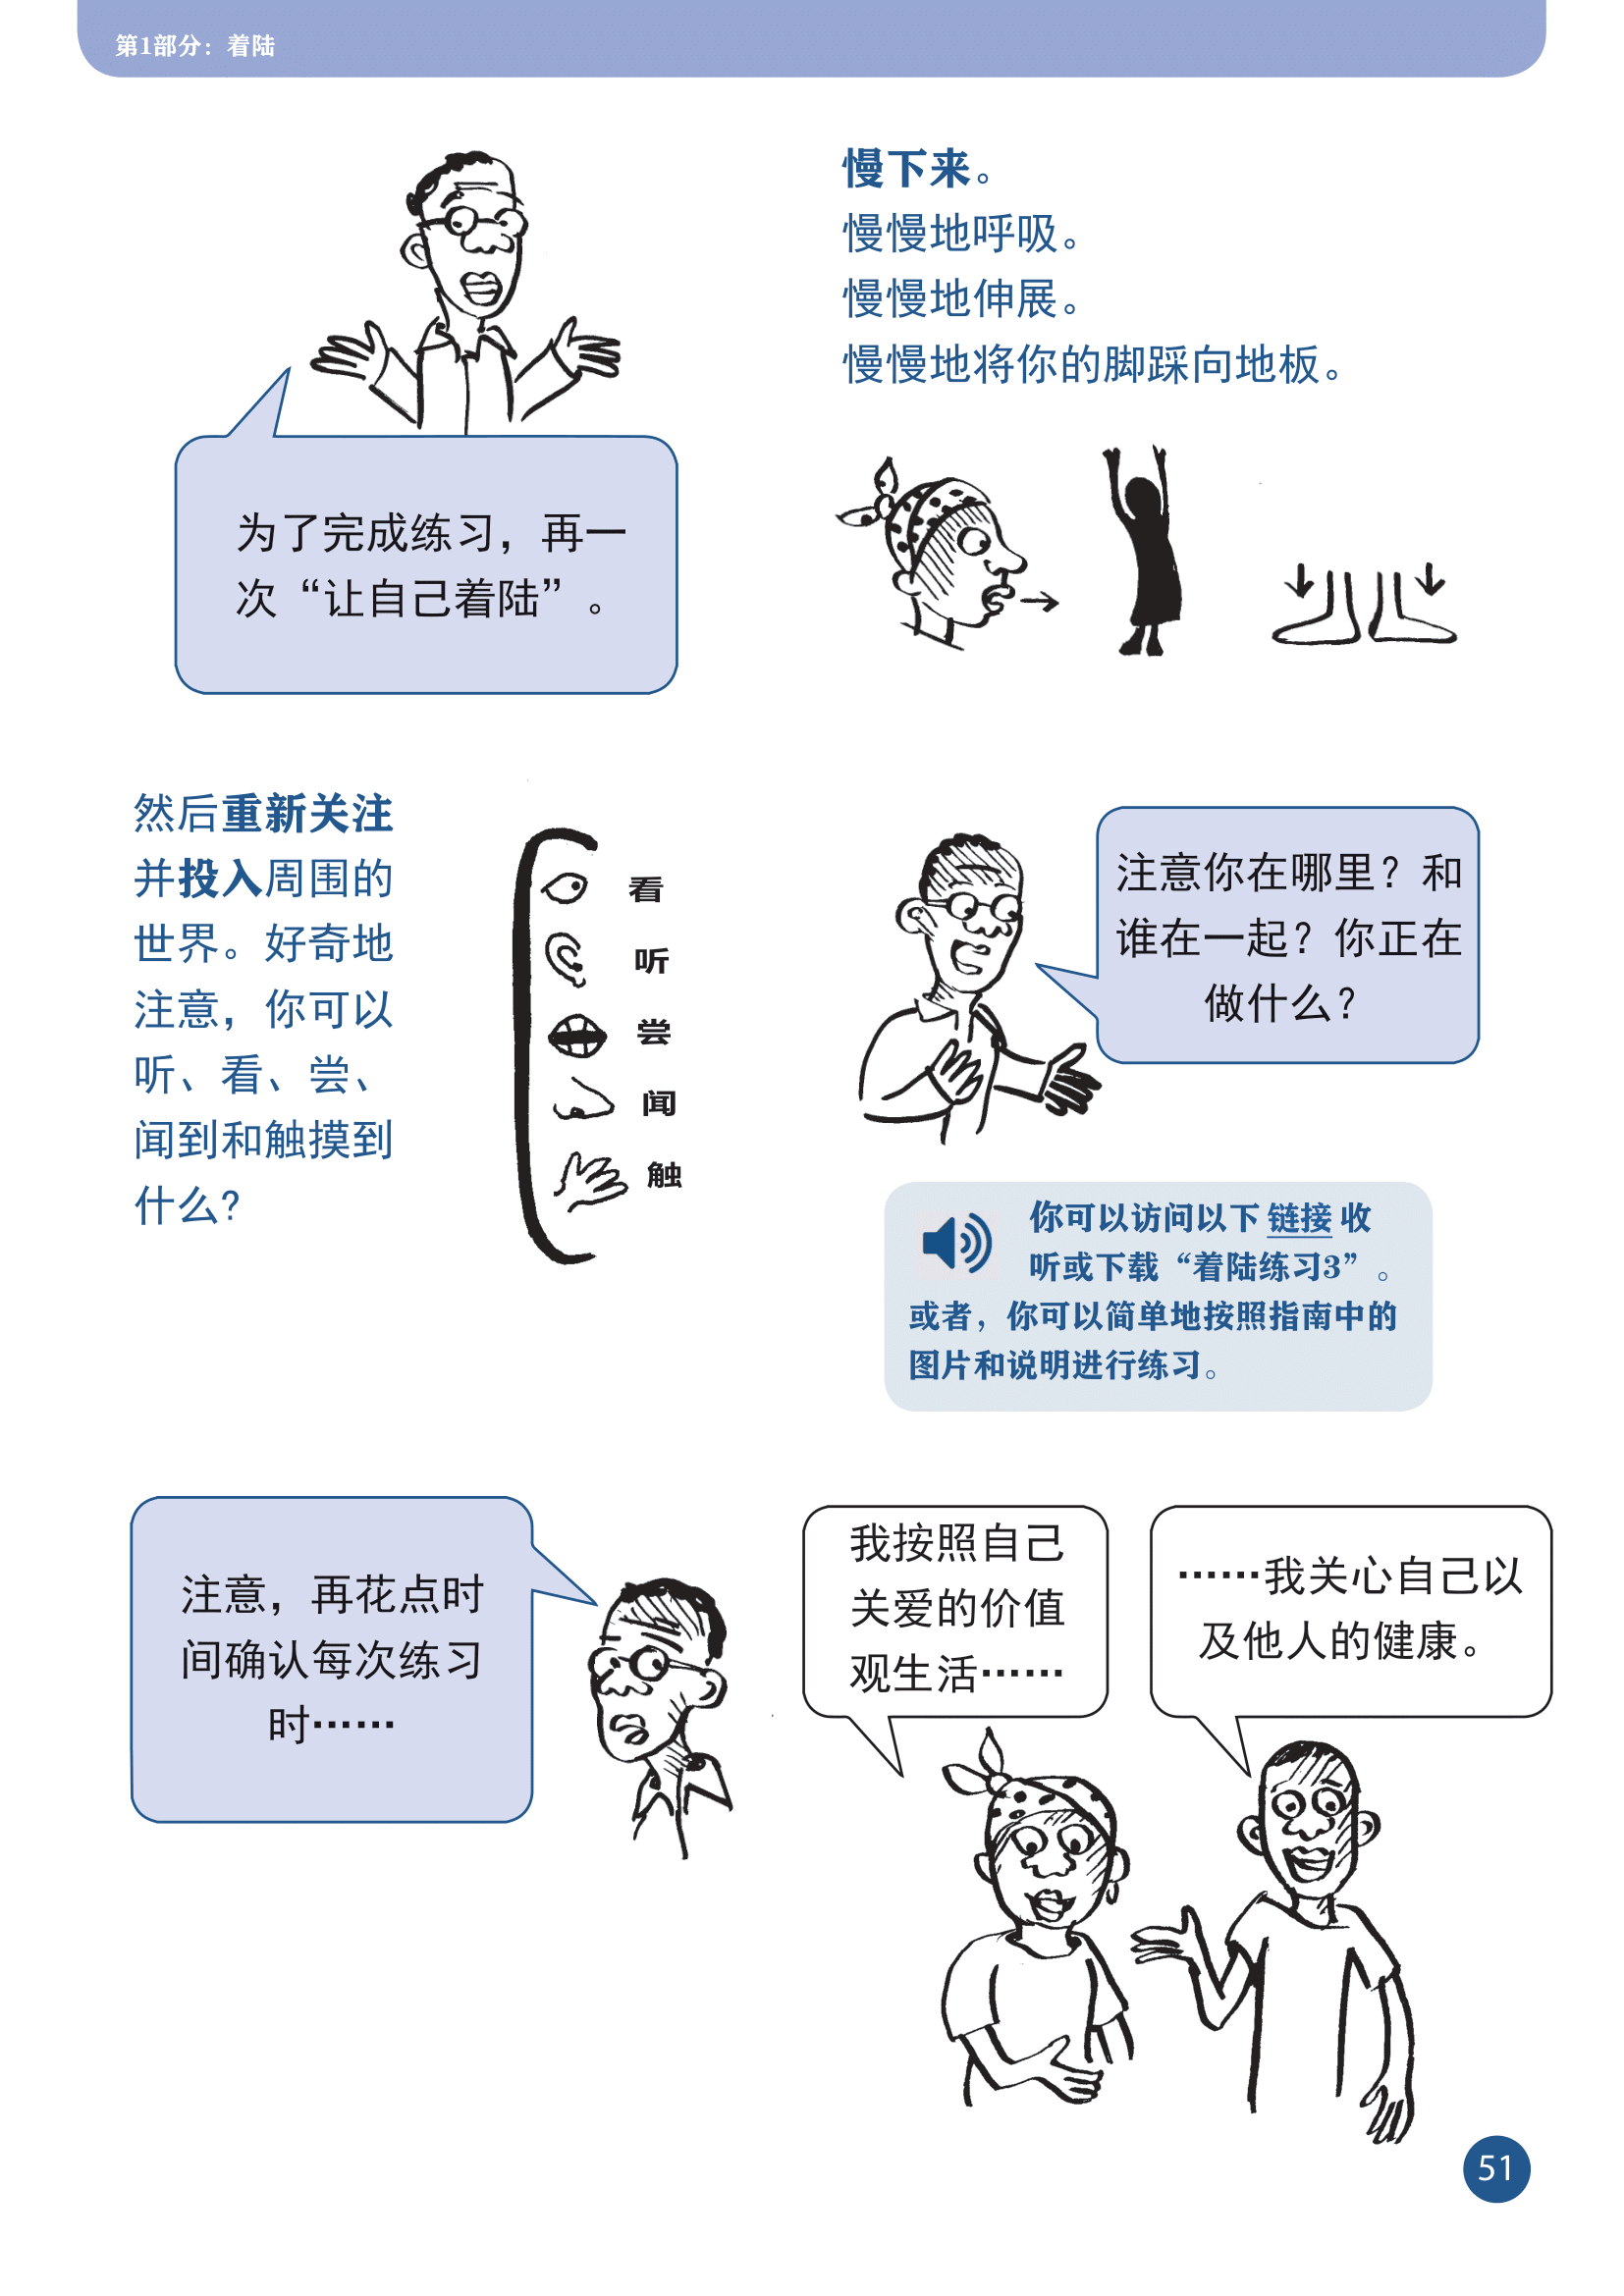 第1部分：着陆
为了完成练习，再一
次“让自己着陆”。
慢下来。
慢慢地呼吸。
慢慢地伸展。
慢慢地将你的脚踩向地板。
然后重新关注
并投入周围的
世界。好奇地
注意，你可以
听、看、尝、
闻到和触摸到
什么？
看
听
尝
闻
触
注意你在哪里？和
谁在一起？你正在
做什么？
你可以访问以下 链接 收
听或下载“着陆练习3”。
或者，你可以简单地按照指南中的
图片和说明进行练习。
注意，再花点时
间确认每次练习
时……
我按照自己
关爱的价值
观生活……
……我关心自己以
及他人的健康。
51